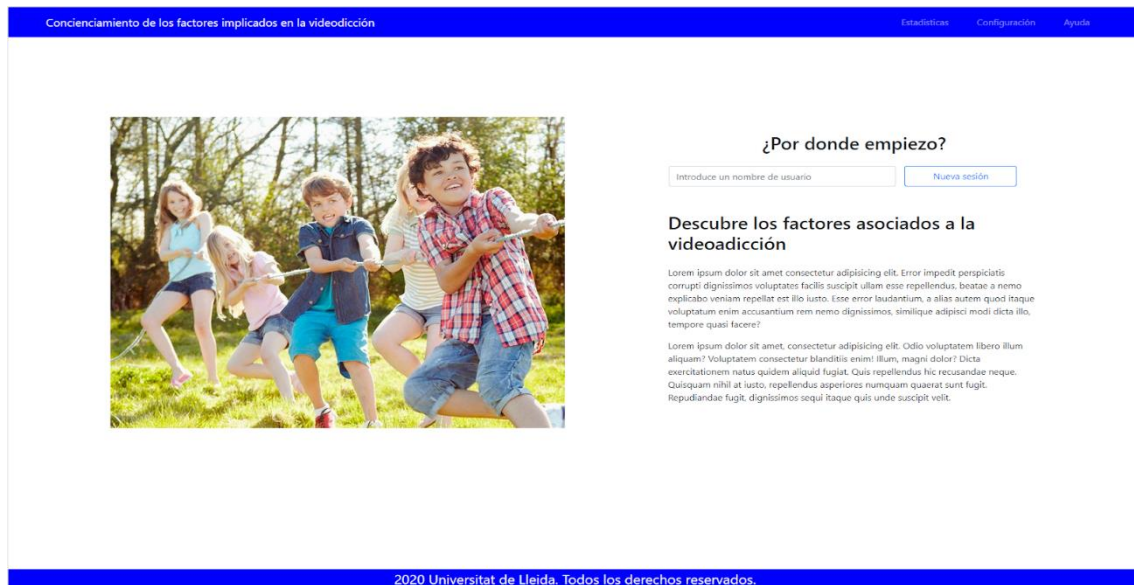 Concienciamiento de los factores implicados en la videodicción
Estadísticas Configuración Ayuda
¿Por donde empiezo?
Introduce un nombre de usuario Nueva sesión
Descubre los factores asociados a la
videoadicción
Lorem ipsum dolor sit amet consectetur adipisicing elit. Error impedit perspiciatis
corrupti dignissimos voluptates facilis suscipit ullam esse repellendus, beatae a nemo
explicabo veniam repellat est illo iusto. Esse error laudantium, a alias autem quod itaque
voluptatum enim accusantium rem nemo dignissimos, similique adipisci modi dicta illo,
tempore quasi facere?
Lorem ipsum dolor sit amet, consectetur adipisicing elit. Odio voluptatem libero illum
aliquam? Voluptatem consectetur blanditiis enim! Illum, magni dolor? Dicta
exercitationem natus quidem aliquid fugiat. Quis repellendus hic recusandae neque.
Quisquam nihil at iusto, repellendus asperiores numquam quaerat sunt fugit.
Repudiandae fugit, dignissimos sequi itaque quis unde suscipit velit.
2020 Universitat de Lleida. Todos los derechos reservados.